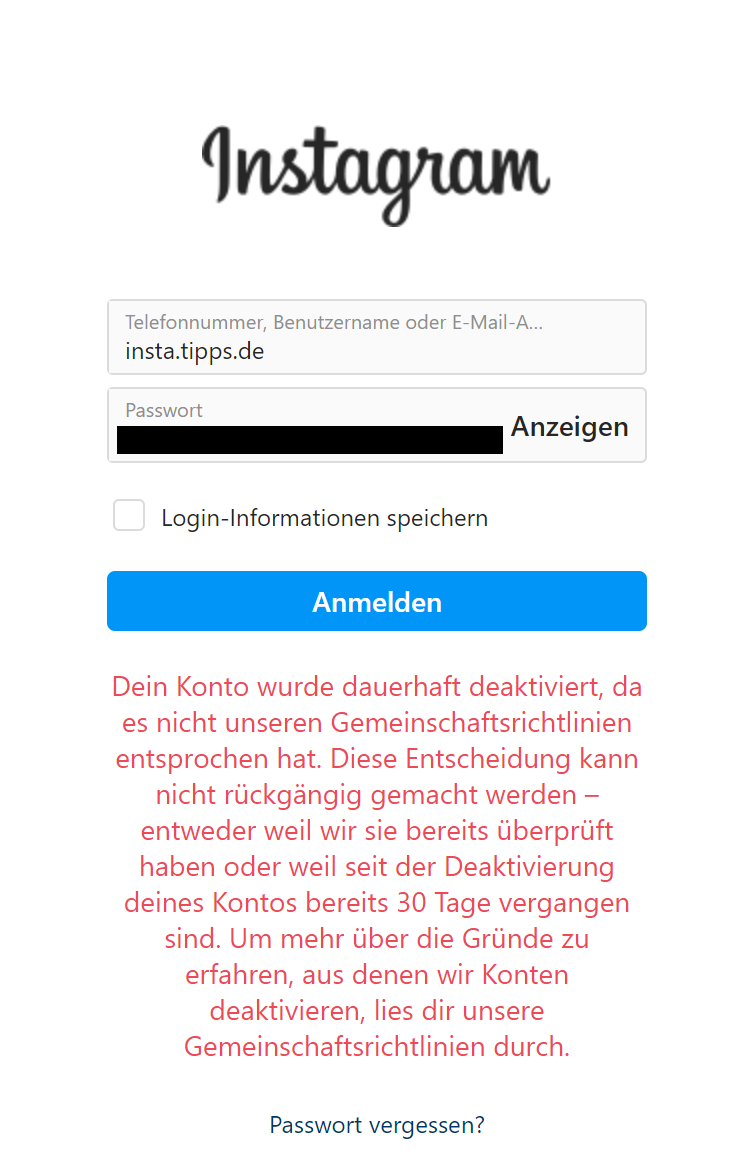 Instagram
Telefonnummer, Benutzername oder E-Mail-A...
insta.tipps.de
Passwort
Anzeigen
Login-Informationen speichern
Anmelden
Dein Konto wurde dauerhaft deaktiviert, da
es nicht unseren Gemeinschaftsrichtlinien
entsprochen hat. Diese Entscheidung kann
nicht rückgängig gemacht werden –
entweder weil wir sie bereits überprüft
haben oder weil seit der Deaktivierung
deines Kontos bereits 30 Tage vergangen
sind. Um mehr über die Gründe zu
erfahren, aus denen wir Konten
deaktivieren, lies dir unsere
Gemeinschaftsrichtlinien durch.
Passwort vergessen?